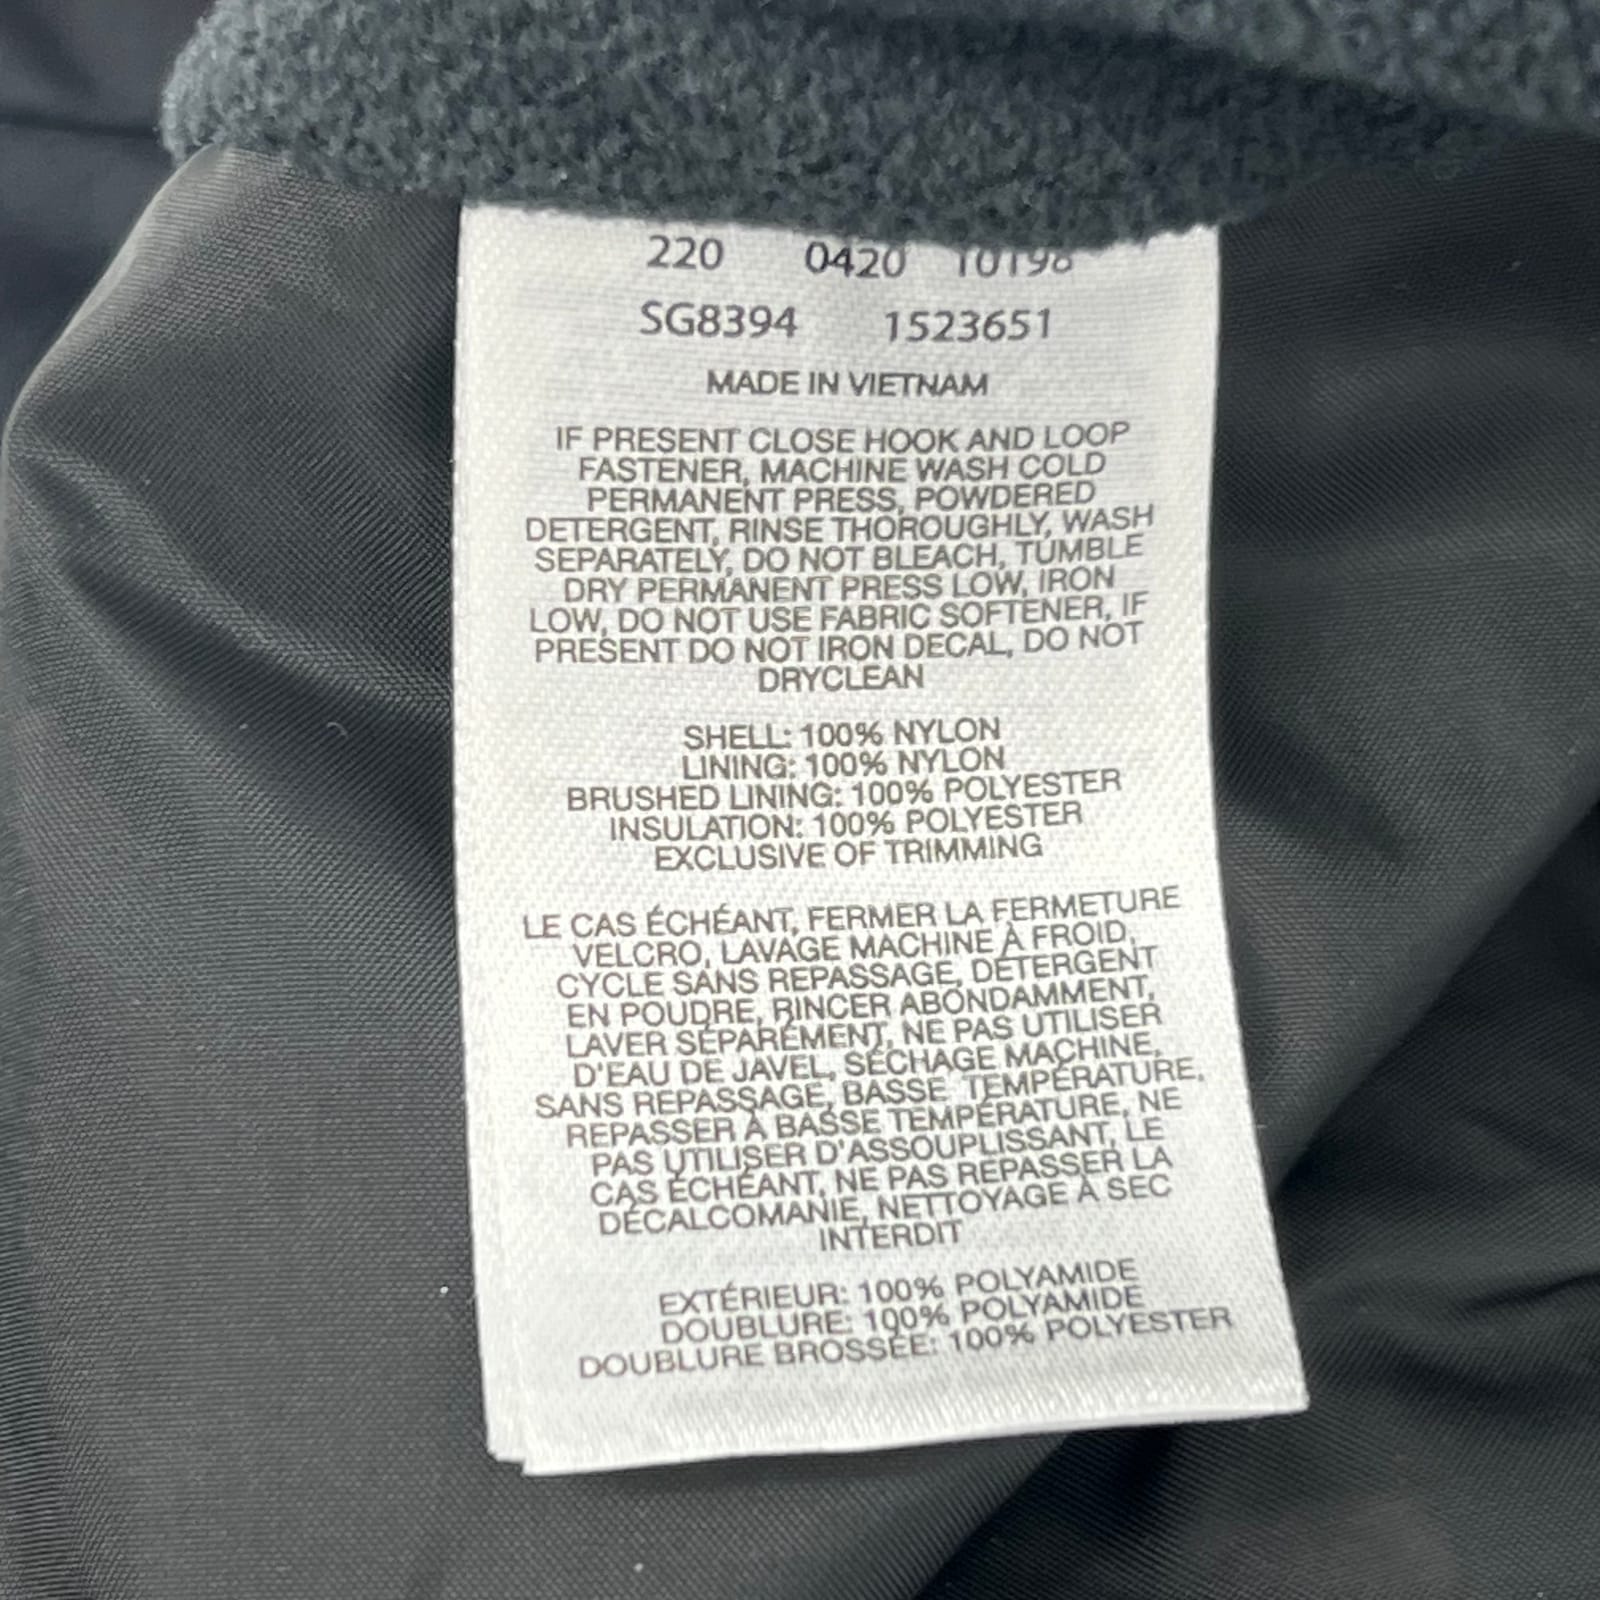 220 0420 10198
SG8394 1523651
MADE IN VIETNAM
IF PRESENT CLOSE HOOK AND LOOP
FASTENER, MACHINE WASH COLD
PERMANENT PRESS, POWDERED
DETERGENT, RINSE THOROUGHLY, WASH
SEPARATELY, DO NOT BLEACH, TUMBLE
DRY PERMANENT PRESS LOW, IRON
LOW, DO NOT USE FABRIC SOFTENER, IF
PRESENT DO NOT IRON DECAL, DO NOT
DRYCLEAN
SHELL: 100% NYLON
LINING: 100% NYLON
BRUSHED LINING: 100% POLYESTER
INSULATION: 100% POLYESTER
EXCLUSIVE OF TRIMMING
LE CAS ÉCHÉANT, FERMER LA FERMETURE
VELCRO, LAVAGE MACHINE À FROID,
CYCLE SANS REPASSAGE, DÉTERGENT
EN POUDRE, RINCER ABONDAMMENT,
LAVER SÉPARÉMENT, NE PAS UTILISER
D'EAU DE JAVEL, SÉCHAGE MACHINE,
SANS REPASSAGE, BASSE TEMPÉRATURE,
REPASSER À BASSE TEMPÉRATURE, NE
PAS UTILISER D'ASSOUPLISSANT, LE
CAS ÉCHÉANT, NE PAS REPASSER LA
DÉCALCOMANIE, NETTOYAGE À SEC
INTERDIT
EXTÉRIEUR: 100% POLYAMIDE
DOUBLURE: 100% POLYAMIDE
DOUBLURE BROSSÉE: 100% POLYESTER